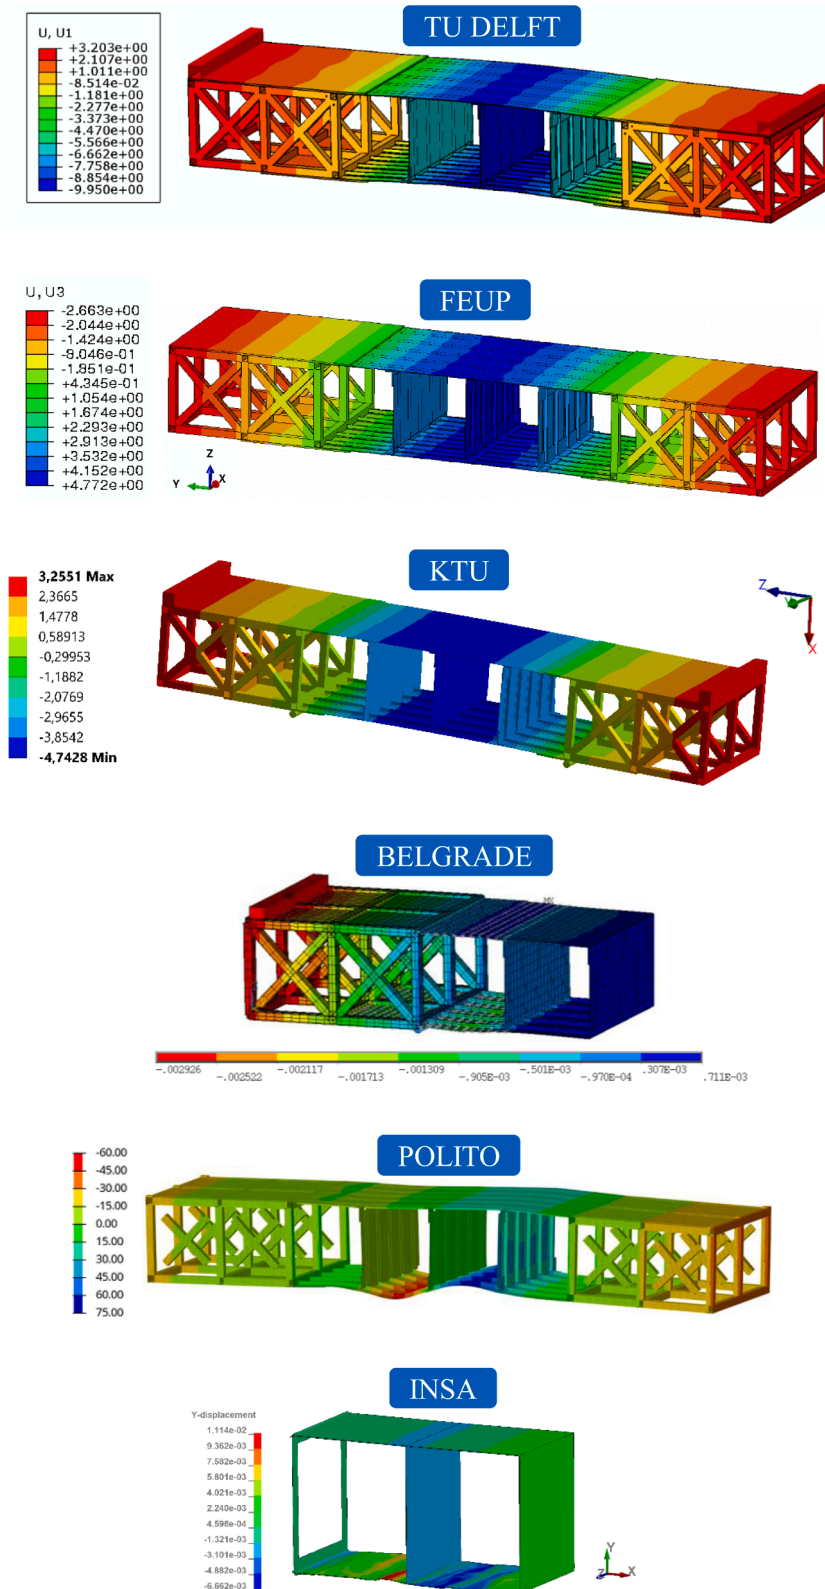 TU DELFT
U, U1
+3.203e+00
+2.107e+00
+1.011e+00
-8.514e-02
-1.181e+00
-2.277e+00
-3.373e+00
-4.470e+00
-5.566e+00
-6.662e+00
-7.758e+00
-8.854e+00
-9.950e+00
FEUP
U, U3
-2.663e+00
-2.044e+00
-1.424e+00
-8.046e-01
-1.851e-01
+4.345e-01
+1.054e+00
+1.674e+00
+2.293e+00
+2.913e+00
+3.532e+00
+4.152e+00
+4.772e+00
Z
Y X
KTU
3,2551 Max
2,3665
1,4778
0,58913
-0,29953
-1,1882
-2,0769
-2,9655
-3,8542
-4,7428 Min
Z
Y
X
BELGRADE
MX
-.002926 -.002522 -.002117 -.001713 -.001309 -.905E-03 -.501E-03 -.970E-04 .307E-03 .711E-03
POLITO
-60.00
-45.00
-30.00
-15.00
0.00
15.00
30.00
45.00
60.00
75.00
INSA
Y-displacement
1.114e-02
9.362e-03
7.582e-03
5.801e-03
4.021e-03
2.240e-03
4.596e-04
-1.321e-03
-3.101e-03
-4.882e-03
-6.662e-03
Y
Z X